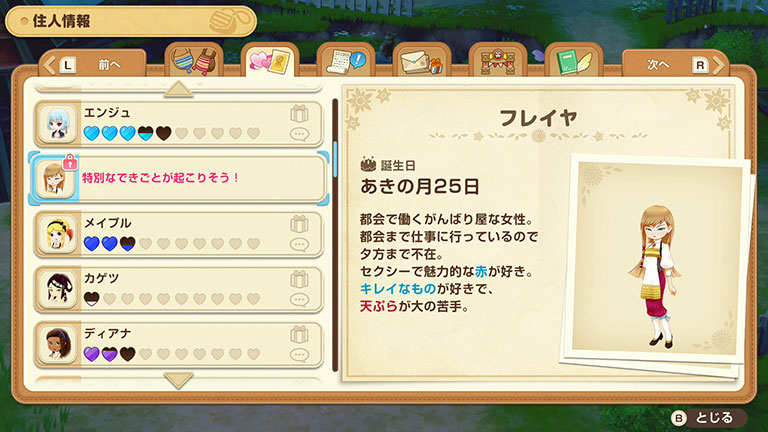 住人情報
L
前へ
次へ
R
エンジュ
特別なできごとが起こりそう！
メイプル
カゲツ
ディアナ
フレイヤ
誕生日
あきの月25日
都会で働くがんばり屋な女性。
都会まで仕事に行っているので
夕方まで不在。
セクシーで魅力的な赤が好き。
キレイなものが好きで、
天ぷらが大の苦手。
B とじる